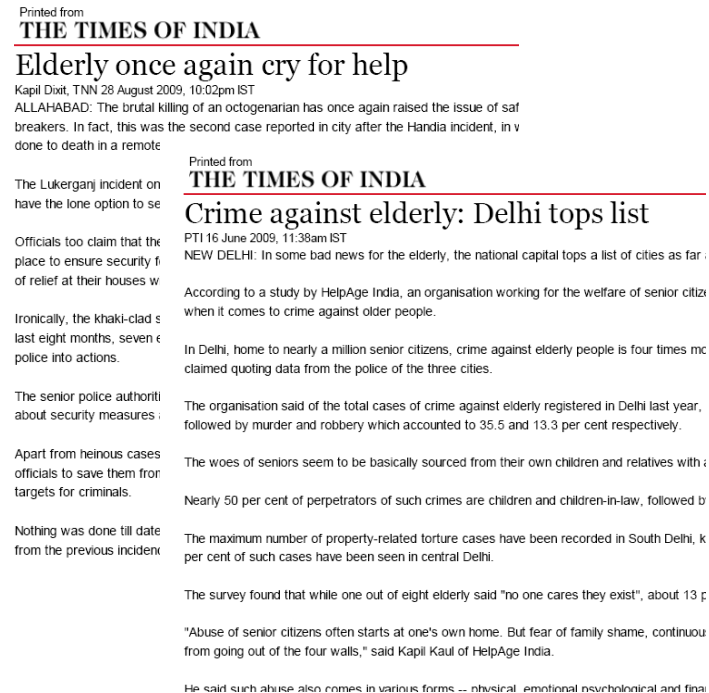 Printed from
THE TIMES OF INDIA
Elderly once again cry for help
Kapil Dixit, TNN 28 August 2009, 10:02pm IST
ALLAHABAD: The brutal killing of an octogenarian has once again raised the issue of saf
breakers. In fact, this was the second case reported in city after the Handia incident, in
done to death in a remote
The Lukerganj incident on
have the lone option to se
Officials too claim that the
place to ensure security f
of relief at their houses w
Ironically, the khaki-clad s
last eight months, seven e
police into actions.
The senior police authoriti
about security measures
Apart from heinous cases
officials to save them from
targets for criminals.
Nothing was done till date
from the previous incidenc
Printed from
THE TIMES OF INDIA
Crime against elderly: Delhi tops list
PTI 16 June 2009, 11:38am IST
NEW DELHI: In some bad news for the elderly, the national capital tops a list of cities as far
According to a study by HelpAge India, an organisation working for the welfare of senior citize
when it comes to crime against older people.
In Delhi, home to nearly a million senior citizens, crime against elderly people is four times mo
claimed quoting data from the police of the three cities.
The organisation said of the total cases of crime against elderly registered in Delhi last year,
followed by murder and robbery which accounted to 35.5 and 13.3 per cent respectively.
The woes of seniors seem to be basically sourced from their own children and relatives with a
Nearly 50 per cent of perpetrators of such crimes are children and children-in-law, followed b
The maximum number of property-related torture cases have been recorded in South Delhi, k
per cent of such cases have been seen in central Delhi.
The survey found that while one out of eight elderly said "no one cares they exist", about 13 p
"Abuse of senior citizens often starts at one's own home. But fear of family shame, continuou
from going out of the four walls," said Kapil Kaul of HelpAge India.
He said such abuse also comes in various forms -- physical, emotional psychological and fina